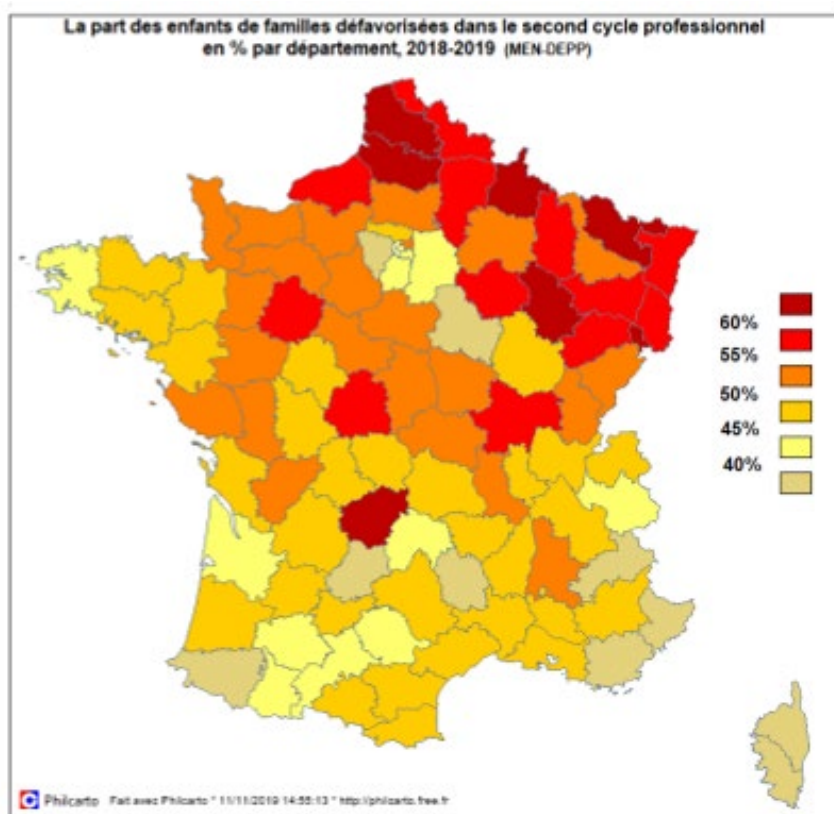 La part des enfants de familles défavorisées dans le second cycle professionnel
en % par département, 2018-2019 (MEN-DEPP)
60%
55%
50%
45%
40%
Philcarto Fait avec Philcarto * 11/11/2019 14:55:13 * http://philcarto.free.fr